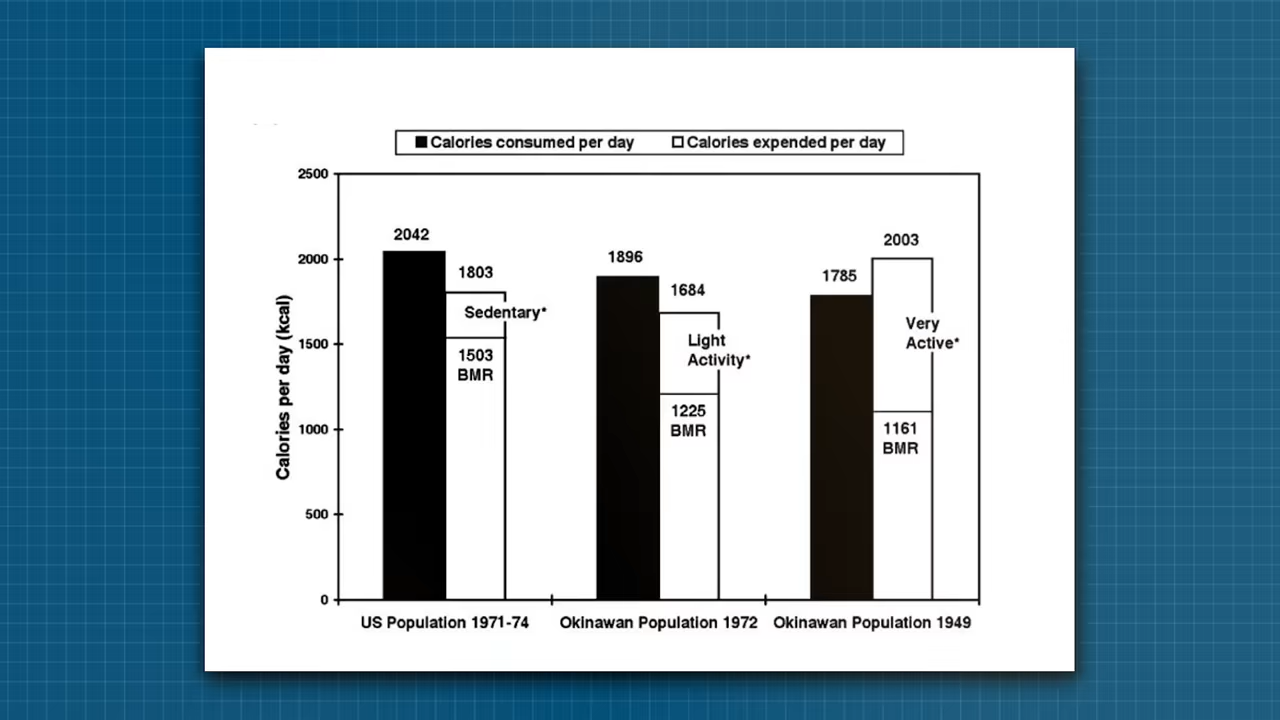 Calories consumed per day Calories expended per day
2500
2000
1500
1000
500
0
Calories per day (kcal)
2042
1803
Sedentary*
1503
BMR
1896
1684
Light
Activity*
1225
BMR
1785
2003
Very
Active*
1161
BMR
US Population 1971-74 Okinawan Population 1972 Okinawan Population 1949